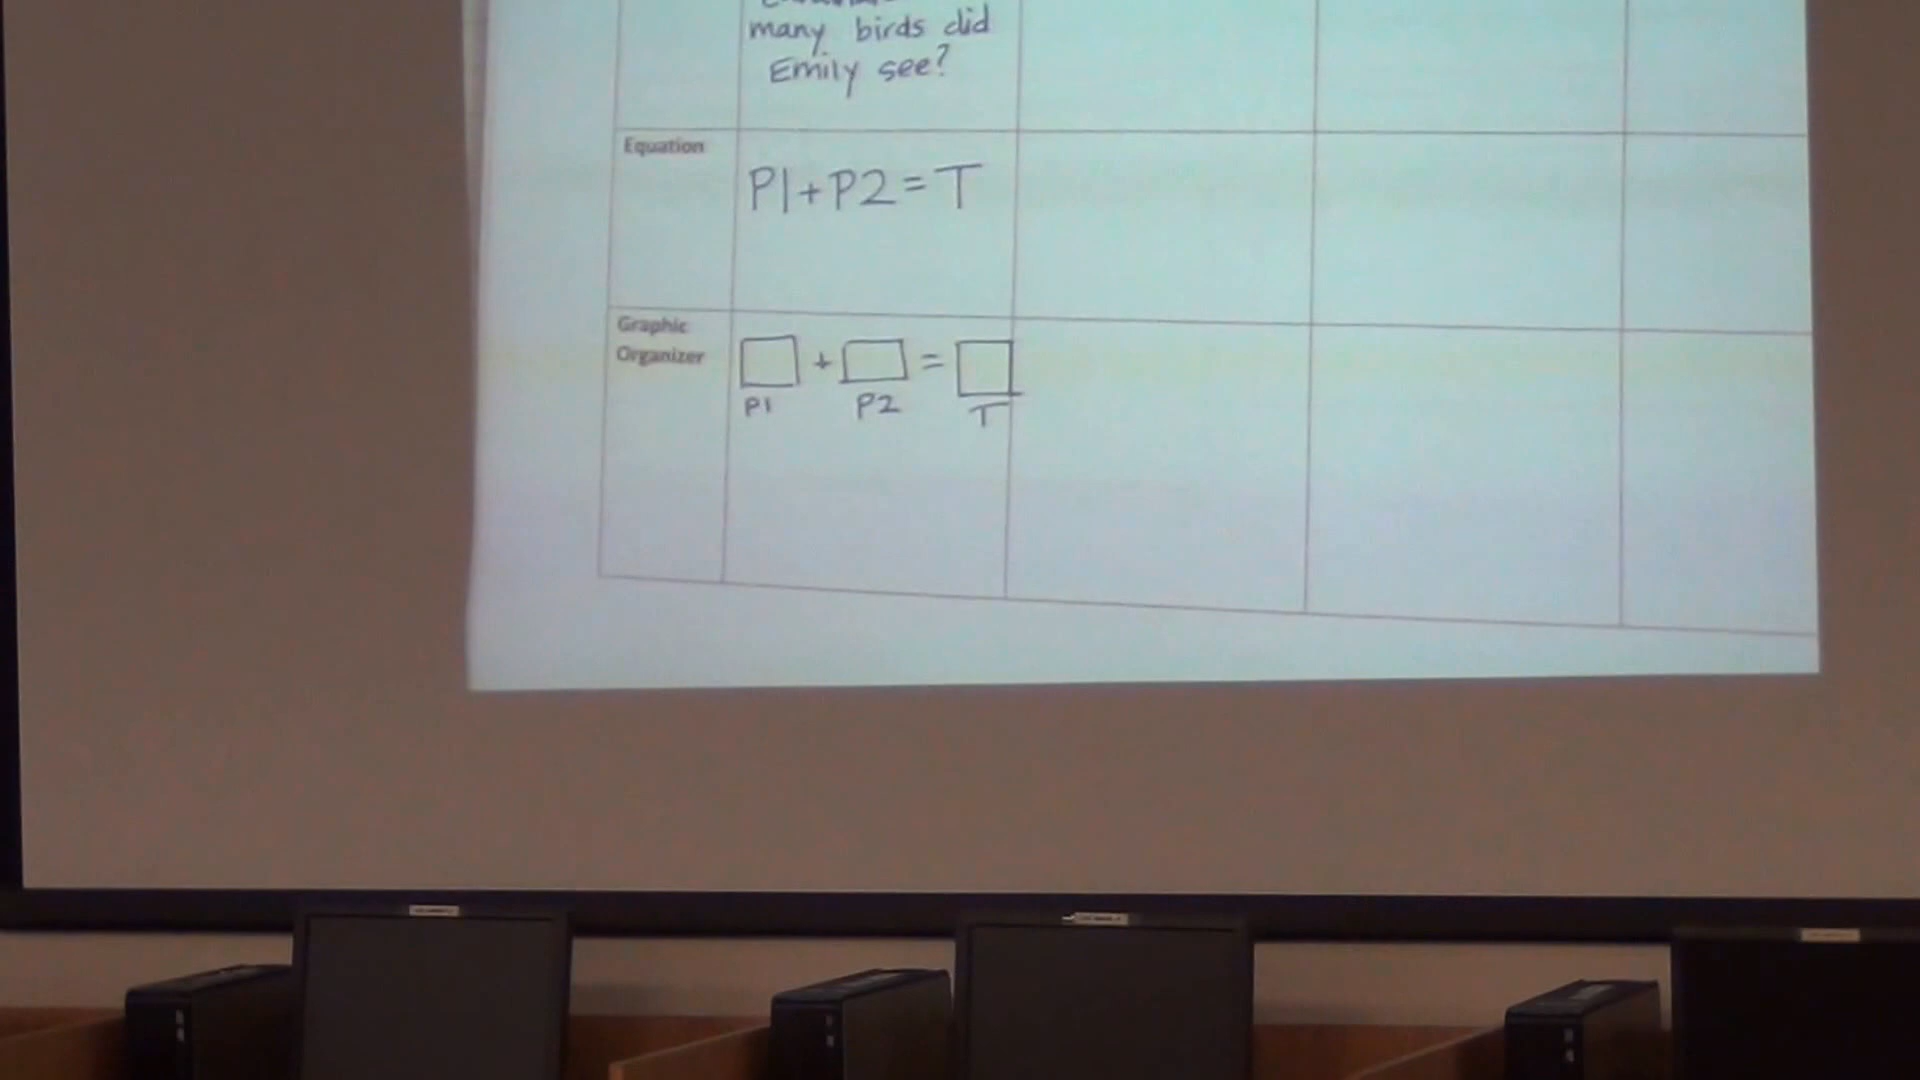 many birds did
Emily see?
Equation
P1+P2=T
Graphic
Organizer
+ =
P1 P2 T